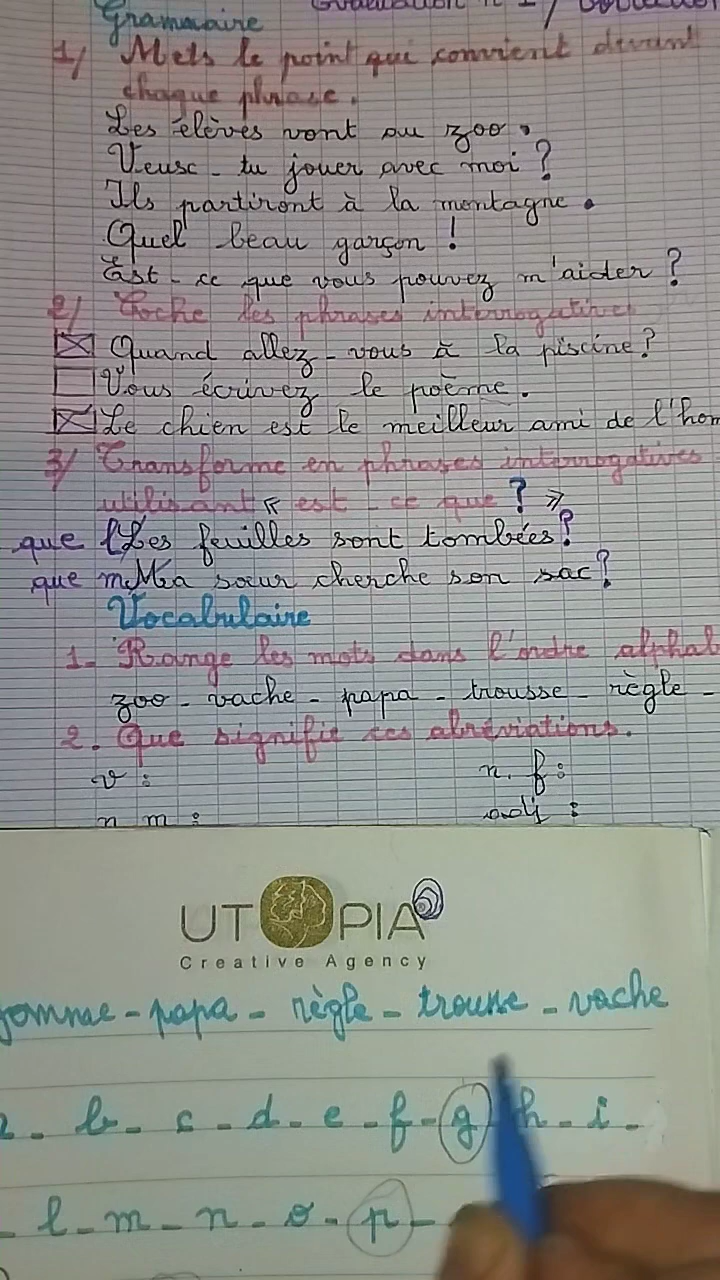 Grammaire
1/ Mets le point qui convient devant
chaque phrase.
Les élèves vont au zoo.
Veux-tu jouer avec moi ?
Ils partiront à la montagne.
Quel beau garçon !
Est-ce que vous pouvez m'aider ?
2/ Coche les phrases interrogatives
Quand allez-vous à la piscine ?
Vous écrivez le poème.
Le chien est le meilleur ami de l'hom
3/ Transforme en phrases interrogatives
utilisant « est-ce que ? »
que l Les feuilles sont tombées ?
que m Ma sœur cherche son sac ?
Vocabulaire
1. Range les mots dans l'ordre alphab
zoo - vache - papa - trousse - règle -
2. Que signifie ces abréviations.
v : n.f :
n m : adj :
UTOPIA
Creative Agency
gomme - papa - règle - trousse - vache
- b - c - d - e - f - g h - i -
- l - m - n - o - p -